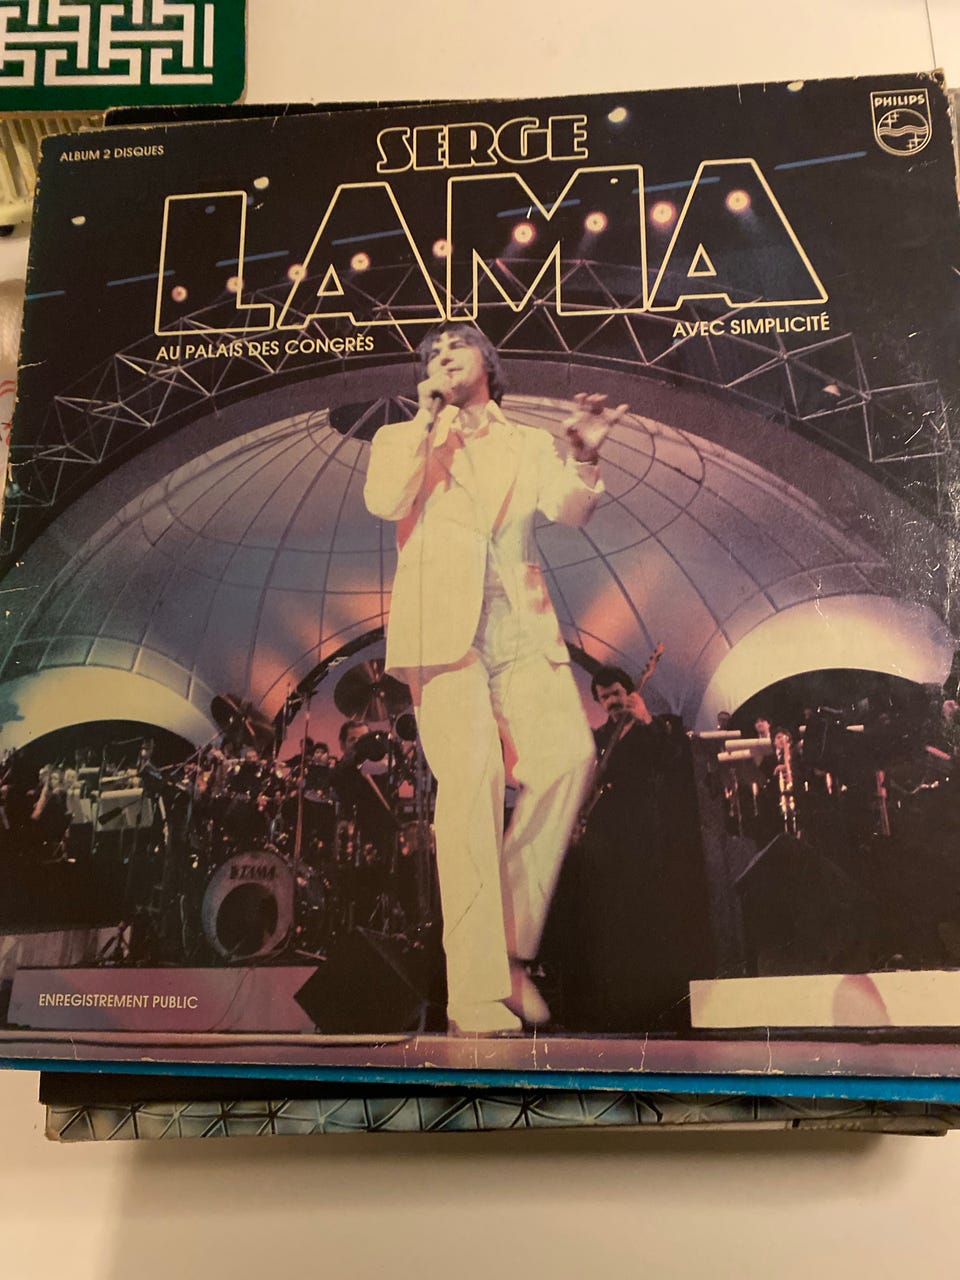 ALBUM 2 DISQUES
PHILIPS
SERGE
LAMA
AU PALAIS DES CONGRÈS
AVEC SIMPLICITÉ
TAMA
ENREGISTREMENT PUBLIC